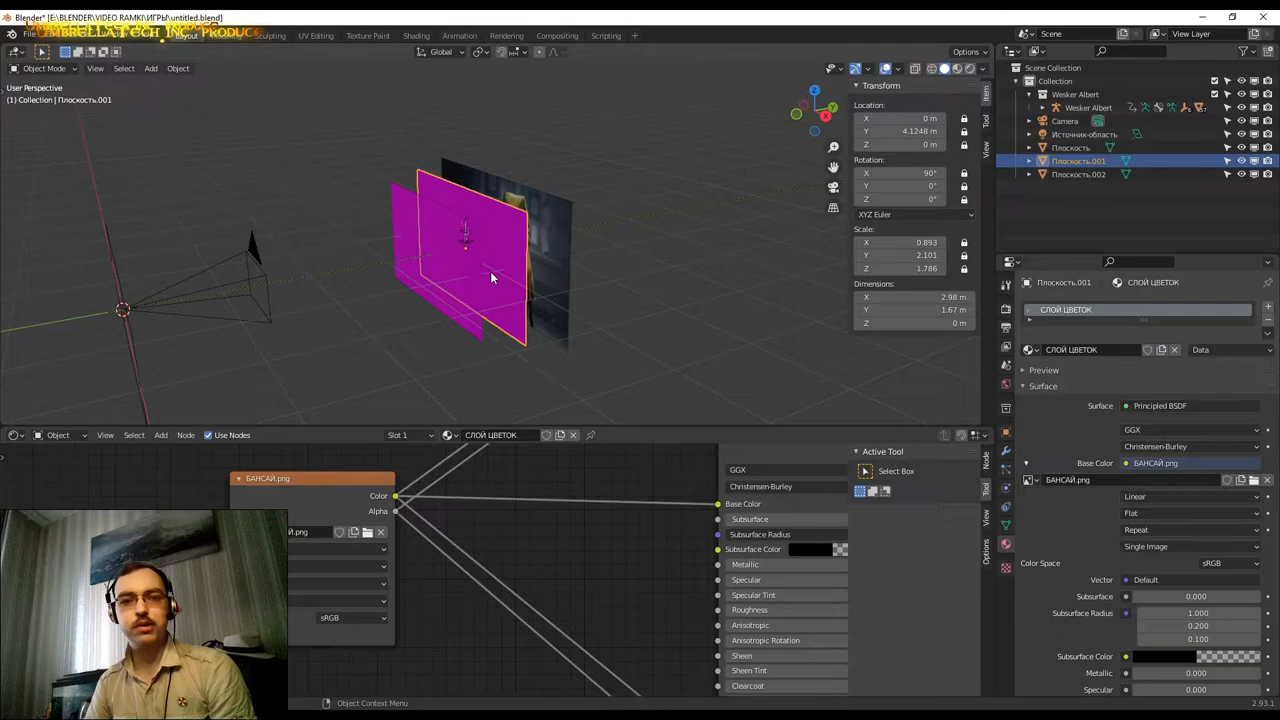 Blender* [E:\BLENDER\VIDEO RAMKI\ИГРЫ\untitled.blend]
UMBRELLA TECH INC PRODUCE
Layout
Sculpting
UV Editing
Texture Paint
Shading
Animation
Rendering
Compositing
Scripting
Scene
View Layer
Global
Options
Object Mode
View
Select
Add
Object
User Perspective
(1) Collection | Плоскость.001
Transform
Location:
X 0 m
Y 4.1248 m
Z 0 m
Rotation:
X 90°
Y 0°
Z 0°
XYZ Euler
Scale:
X 0.893
Y 2.101
Z 1.786
Dimensions:
X 2.98 m
Y 1.67 m
Z 0 m
Item
Tool
View
Scene Collection
Collection
Wesker Albert
Wesker Albert
Camera
Источник-область
Плоскость
Плоскость.001
Плоскость.002
Плоскость.001
СЛОЙ ЦВЕТОК
СЛОЙ ЦВЕТОК
СЛОЙ ЦВЕТОК
Data
Preview
Surface
Surface: Principled BSDF
GGX
Christensen-Burley
Base Color БАНСАЙ.png
БАНСАЙ.png
Linear
Flat
Repeat
Single Image
Color Space sRGB
Vector Default
Subsurface 0.000
Subsurface Radius 1.000
0.200
0.100
Subsurface Color
Metallic 0.000
Specular 0.000
Object
View
Select
Add
Node
Use Nodes
Slot 1
СЛОЙ ЦВЕТОК
БАНСАЙ.png
Color
Alpha
sRGB
GGX
Christensen-Burley
Base Color
Subsurface
Subsurface Radius
Subsurface Color
Metallic
Specular
Specular Tint
Roughness
Anisotropic
Anisotropic Rotation
Sheen
Sheen Tint
Clearcoat
Active Tool
Select Box
Node
Tool
View
Options
Object Context Menu
2.93.1